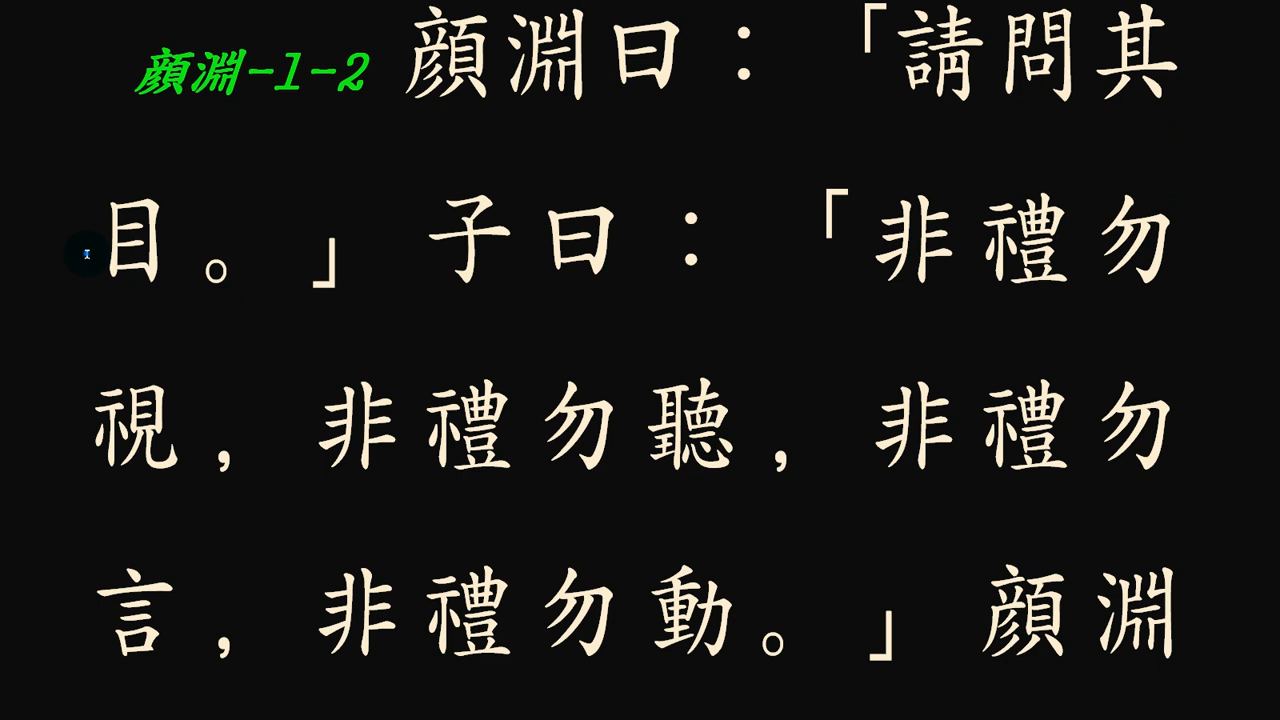 顏淵-1-2 顏淵曰：「請問其
目。」子曰：「非禮勿
視，非禮勿聽，非禮勿
言，非禮勿動。」顏淵